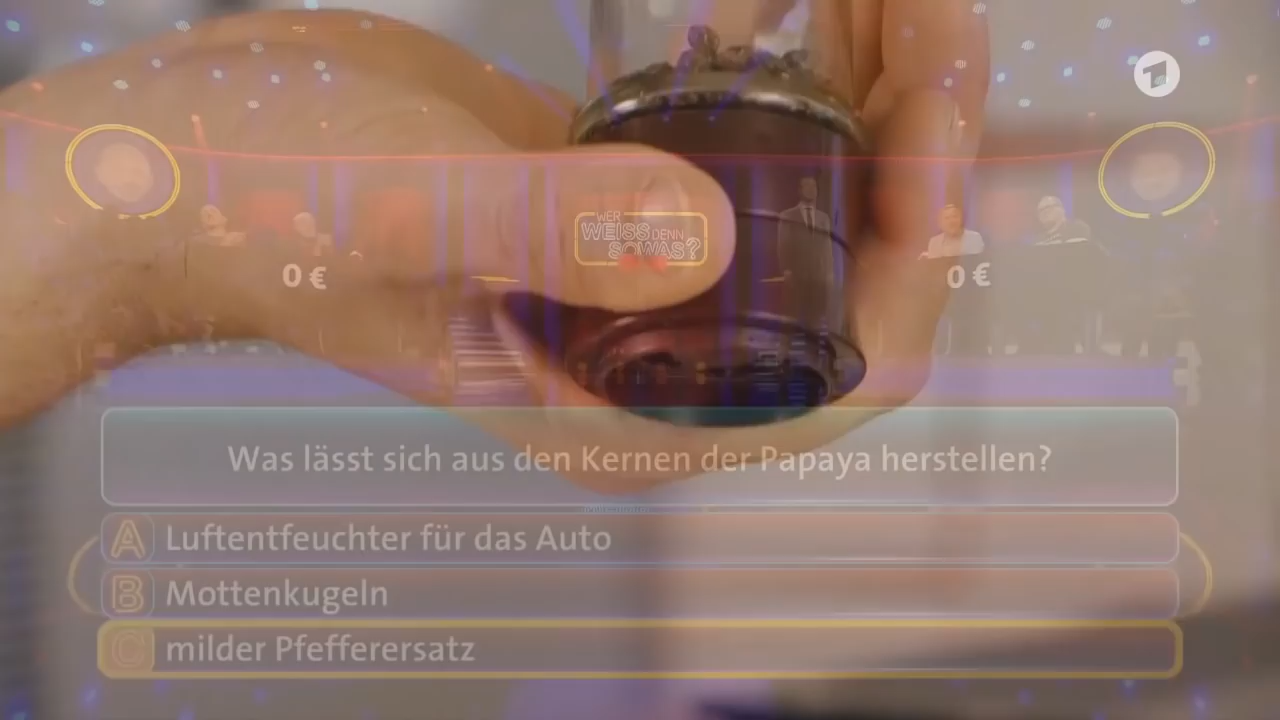 1
WER
WEISS DENN
SOWAS?
0 €
0 €
Was lässt sich aus den Kernen der Papaya herstellen?
A Luftentfeuchter für das Auto
B Mottenkugeln
C milder Pfefferersatz